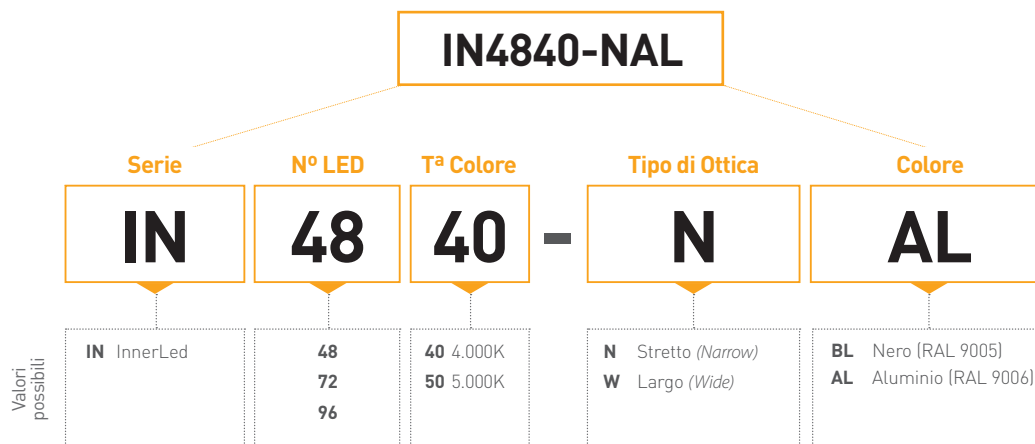 IN4840-NAL
Serie
Nº LED
Tª Colore
Tipo di Ottica
Colore
IN
48
40
-
N
AL
Valori
possibili
IN InnerLed
48
72
96
40 4.000K
50 5.000K
N Stretto (Narrow)
W Largo (Wide)
BL Nero (RAL 9005)
AL Aluminio (RAL 9006)